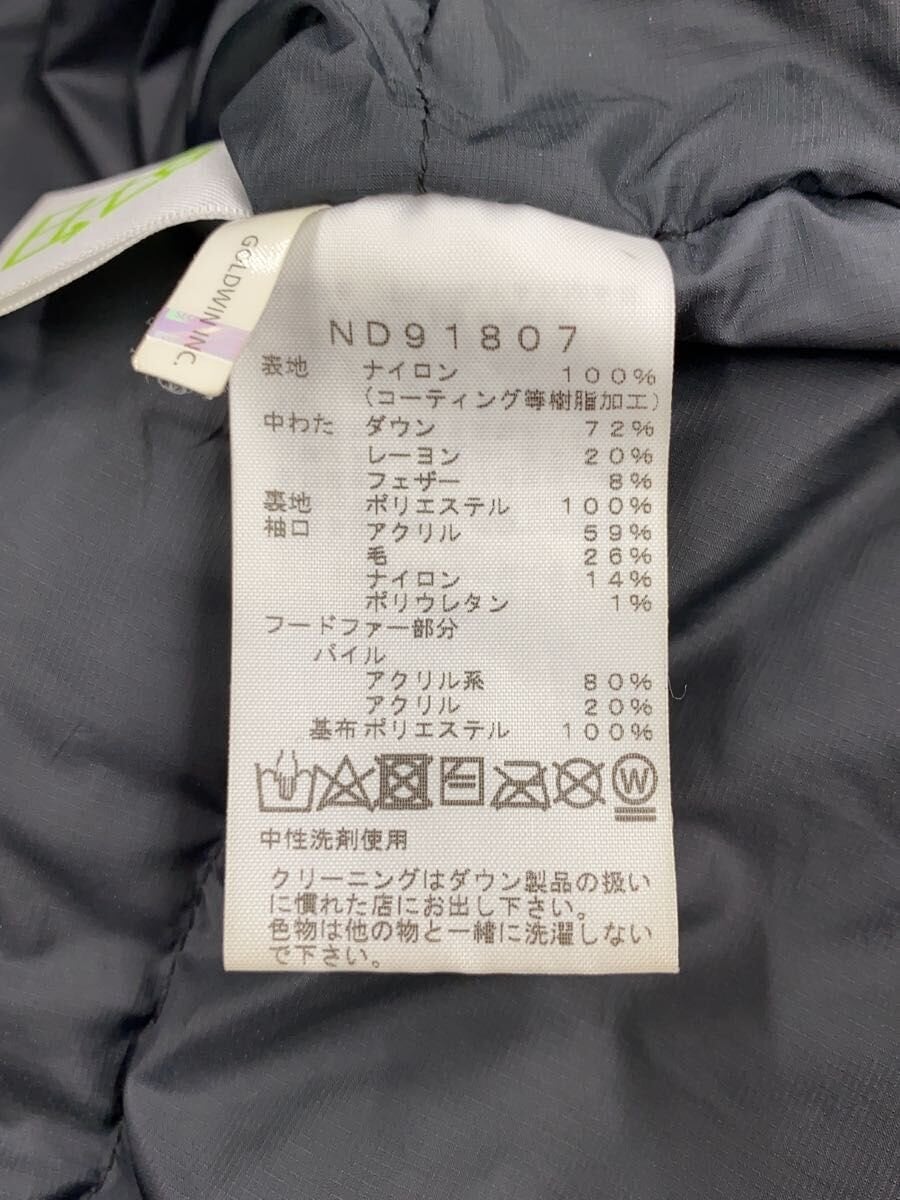 GOLDWIN INC.
ND91807
表地 ナイロン 100%
(コーティング等樹脂加工)
中わた ダウン 72%
レーヨン 20%
フェザー 8%
裏地 ポリエステル 100%
袖口 アクリル 59%
毛 26%
ナイロン 14%
ポリウレタン 1%
フードファー部分
パイル
アクリル系 80%
アクリル 20%
基布 ポリエステル 100%
W
中性洗剤使用
クリーニングはダウン製品の扱い
に慣れた店にお出し下さい。
色物は他の物と一緒に洗濯しない
で下さい。